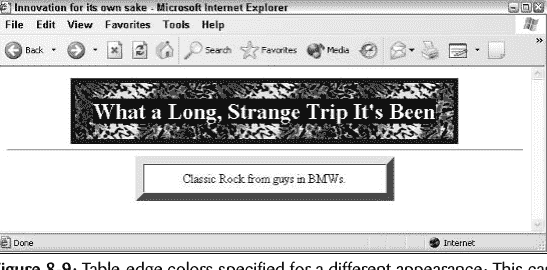 Innovation for its own sake - Microsoft Internet Explorer
File Edit View Favorites Tools Help
Back Search Favorites Media
What a Long, Strange Trip It's Been
Classic Rock from guys in BMWs.
Done Internet
Figure 8-9: Table edge colors specified for a different appearance: This can